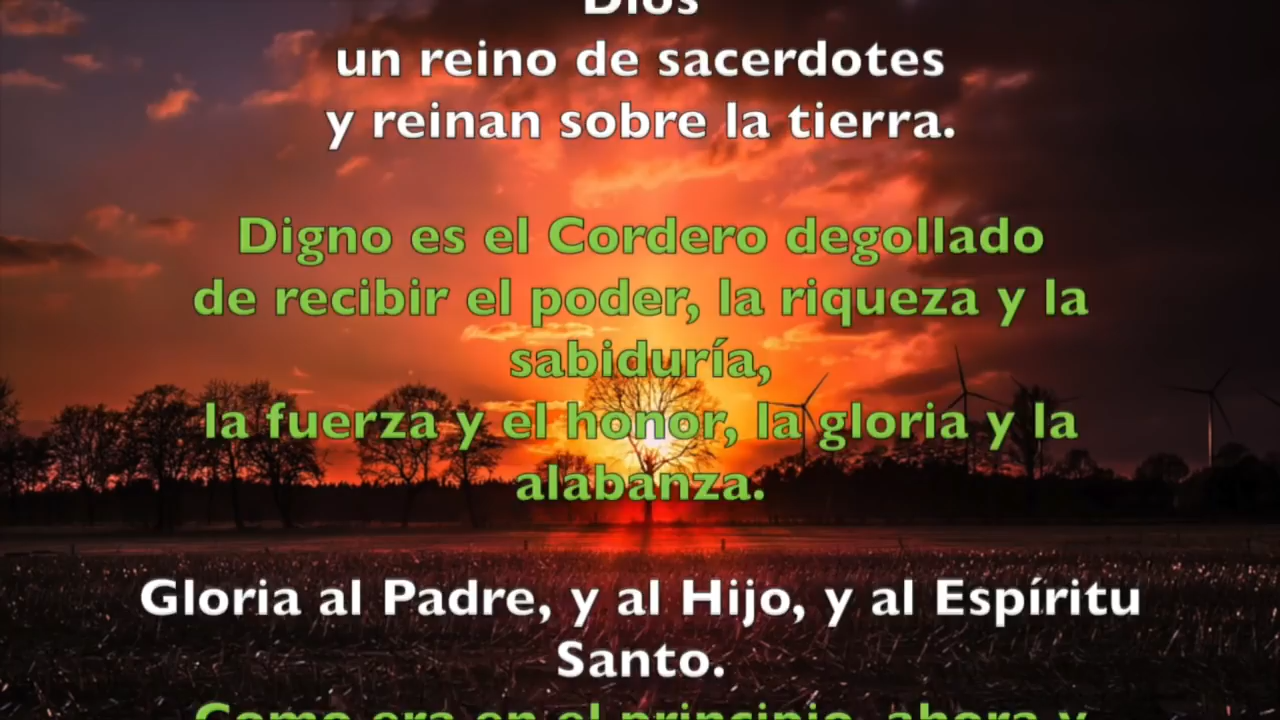 Dios
un reino de sacerdotes
y reinan sobre la tierra.
Digno es el Cordero degollado
de recibir el poder, la riqueza y la
sabiduría,
la fuerza y el honor, la gloria y la
alabanza.
Gloria al Padre, y al Hijo, y al Espíritu
Santo.
Como era en el principio, ahora y